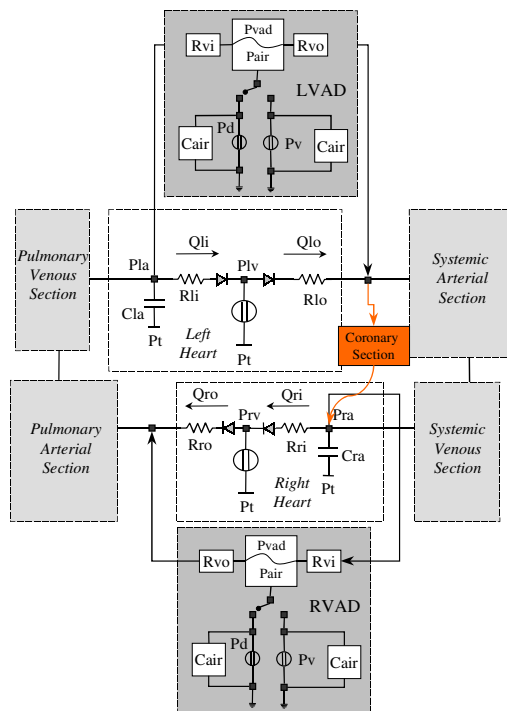 Pvad
Rvi
Rvo
Pair
LVAD
Pd
Pv
Cair
Cair
Pulmonary
Venous
Section
Qli
Qlo
Pla
Plv
Rli
Rlo
Cla
Pt
Left
Heart
Pt
Systemic
Arterial
Section
Coronary
Section
Pulmonary
Arterial
Section
Qro
Qri
Prv
Pra
Rro
Rri
Cra
Pt
Pt
Right
Heart
Systemic
Venous
Section
Pvad
Rvo
Rvi
Pair
RVAD
Pd
Pv
Cair
Cair